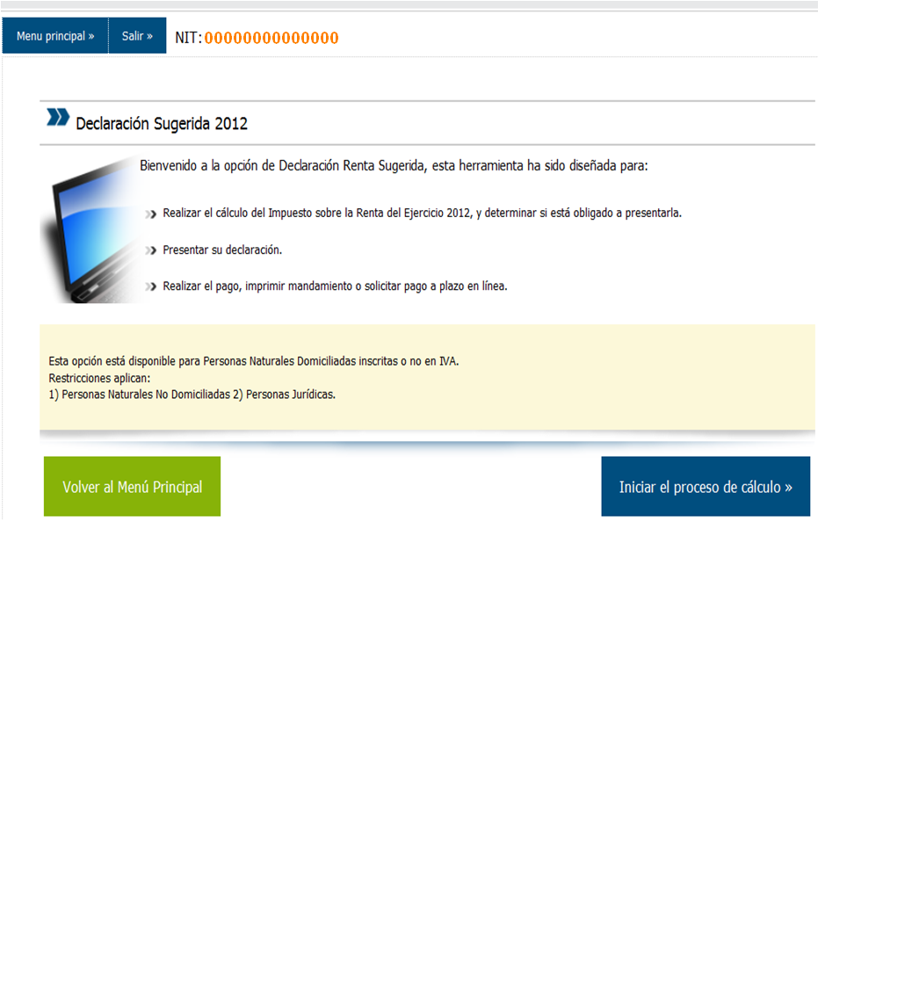 Menu principal » Salir » NIT: 00000000000000
Declaración Sugerida 2012
Bienvenido a la opción de Declaración Renta Sugerida, esta herramienta ha sido diseñada para:
Realizar el cálculo del Impuesto sobre la Renta del Ejercicio 2012, y determinar si está obligado a presentarla.
Presentar su declaración.
Realizar el pago, imprimir mandamiento o solicitar pago a plazo en línea.
Esta opción está disponible para Personas Naturales Domiciliadas inscritas o no en IVA.
Restricciones aplican:
1) Personas Naturales No Domiciliadas 2) Personas Jurídicas.
Volver al Menú Principal Iniciar el proceso de cálculo »